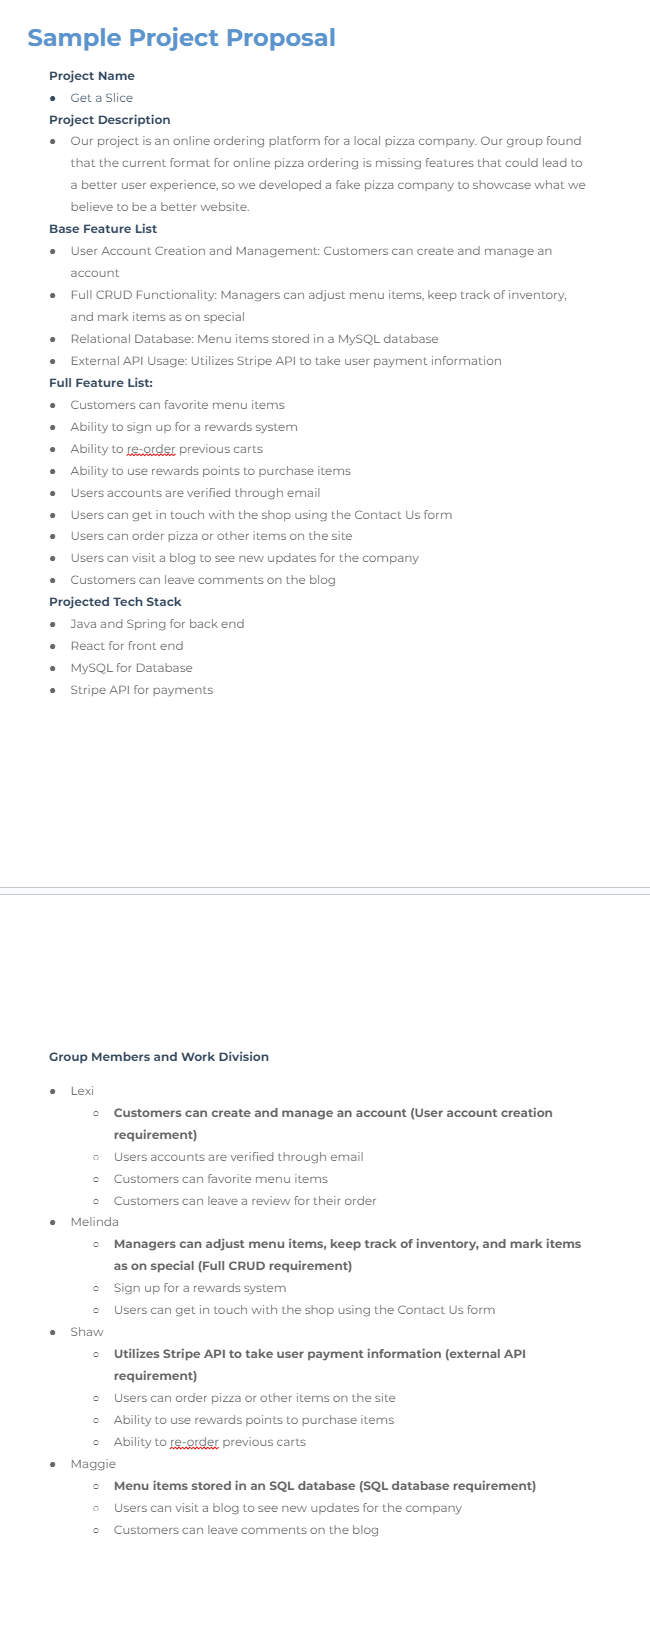 Sample Project Proposal
Project Name
● Get a Slice
Project Description
● Our project is an online ordering platform for a local pizza company. Our group found
that the current format for online pizza ordering is missing features that could lead to
a better user experience, so we developed a fake pizza company to showcase what we
believe to be a better website.
Base Feature List
● User Account Creation and Management: Customers can create and manage an
account
● Full CRUD Functionality: Managers can adjust menu items, keep track of inventory,
and mark items as on special
● Relational Database: Menu items stored in a MySQL database
● External API Usage: Utilizes Stripe API to take user payment information
Full Feature List:
● Customers can favorite menu items
● Ability to sign up for a rewards system
● Ability to re-order previous carts
● Ability to use rewards points to purchase items
● Users accounts are verified through email
● Users can get in touch with the shop using the Contact Us form
● Users can order pizza or other items on the site
● Users can visit a blog to see new updates for the company
● Customers can leave comments on the blog
Projected Tech Stack
● Java and Spring for back end
● React for front end
● MySQL for Database
● Stripe API for payments
Group Members and Work Division
● Lexi
○ Customers can create and manage an account (User account creation
requirement)
○ Users accounts are verified through email
○ Customers can favorite menu items
○ Customers can leave a review for their order
● Melinda
○ Managers can adjust menu items, keep track of inventory, and mark items
as on special (Full CRUD requirement)
○ Sign up for a rewards system
○ Users can get in touch with the shop using the Contact Us form
● Shaw
○ Utilizes Stripe API to take user payment information (external API
requirement)
○ Users can order pizza or other items on the site
○ Ability to use rewards points to purchase items
○ Ability to re-order previous carts
● Maggie
○ Menu items stored in an SQL database (SQL database requirement)
○ Users can visit a blog to see new updates for the company
○ Customers can leave comments on the blog